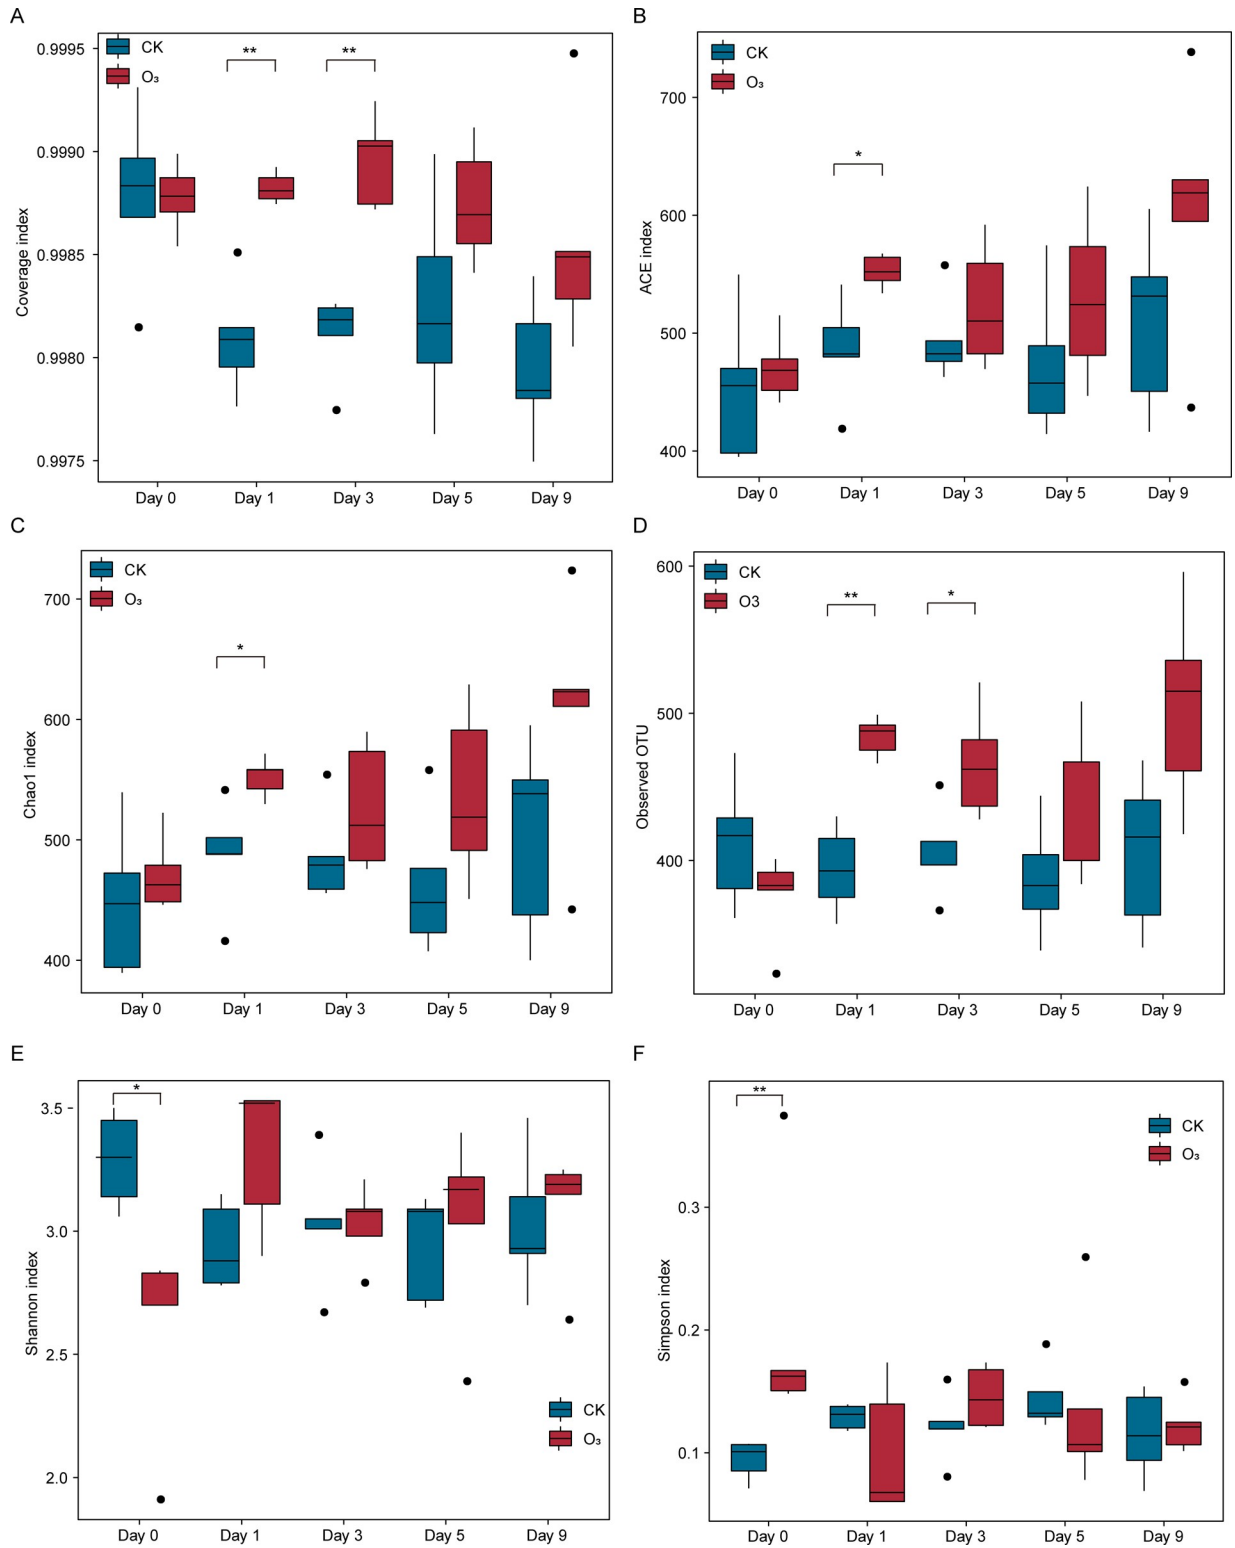 A
0.9995
0.9990
0.9985
0.9980
0.9975
Coverage index
CK
O₃
**
**
Day 0 Day 1 Day 3 Day 5 Day 9
B
700
600
500
400
ACE index
CK
O₃
*
Day 0 Day 1 Day 3 Day 5 Day 9
C
700
600
500
400
Chao1 index
CK
O₃
*
Day 0 Day 1 Day 3 Day 5 Day 9
D
600
500
400
Observed OTU
CK
O3
**
*
Day 0 Day 1 Day 3 Day 5 Day 9
E
3.5
3.0
2.5
2.0
Shannon index
*
CK
O₃
Day 0 Day 1 Day 3 Day 5 Day 9
F
0.3
0.2
0.1
Simpson index
**
CK
O₃
Day 0 Day 1 Day 3 Day 5 Day 9